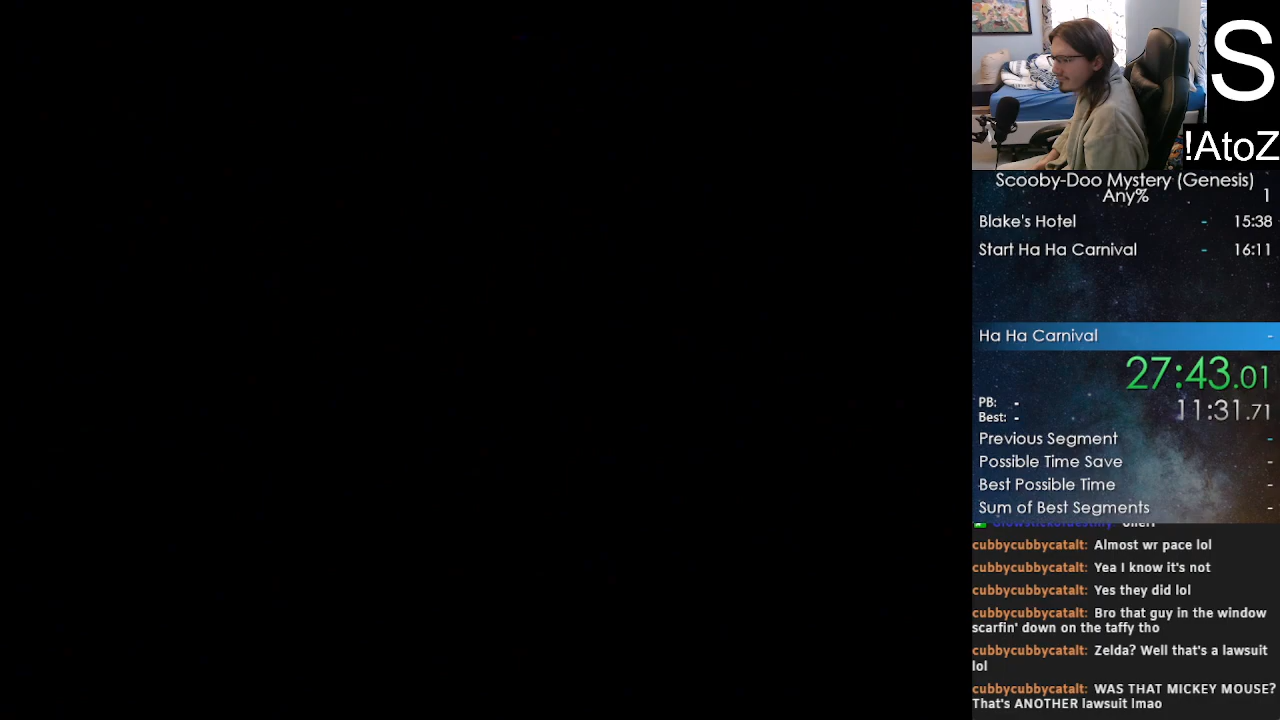 S
!AtoZ
Scooby-Doo Mystery (Genesis)
Any% 1
Blake's Hotel - 15:38
Start Ha Ha Carnival - 16:11
Ha Ha Carnival -
27:43.01
PB: - 11:31.71
Best: -
Previous Segment -
Possible Time Save -
Best Possible Time -
Sum of Best Segments -
cubbycubbycatalt: Almost wr pace lol
cubbycubbycatalt: Yea I know it's not
cubbycubbycatalt: Yes they did lol
cubbycubbycatalt: Bro that guy in the window
scarfin' down on the taffy tho
cubbycubbycatalt: Zelda? Well that's a lawsuit
lol
cubbycubbycatalt: WAS THAT MICKEY MOUSE?
That's ANOTHER lawsuit lmao